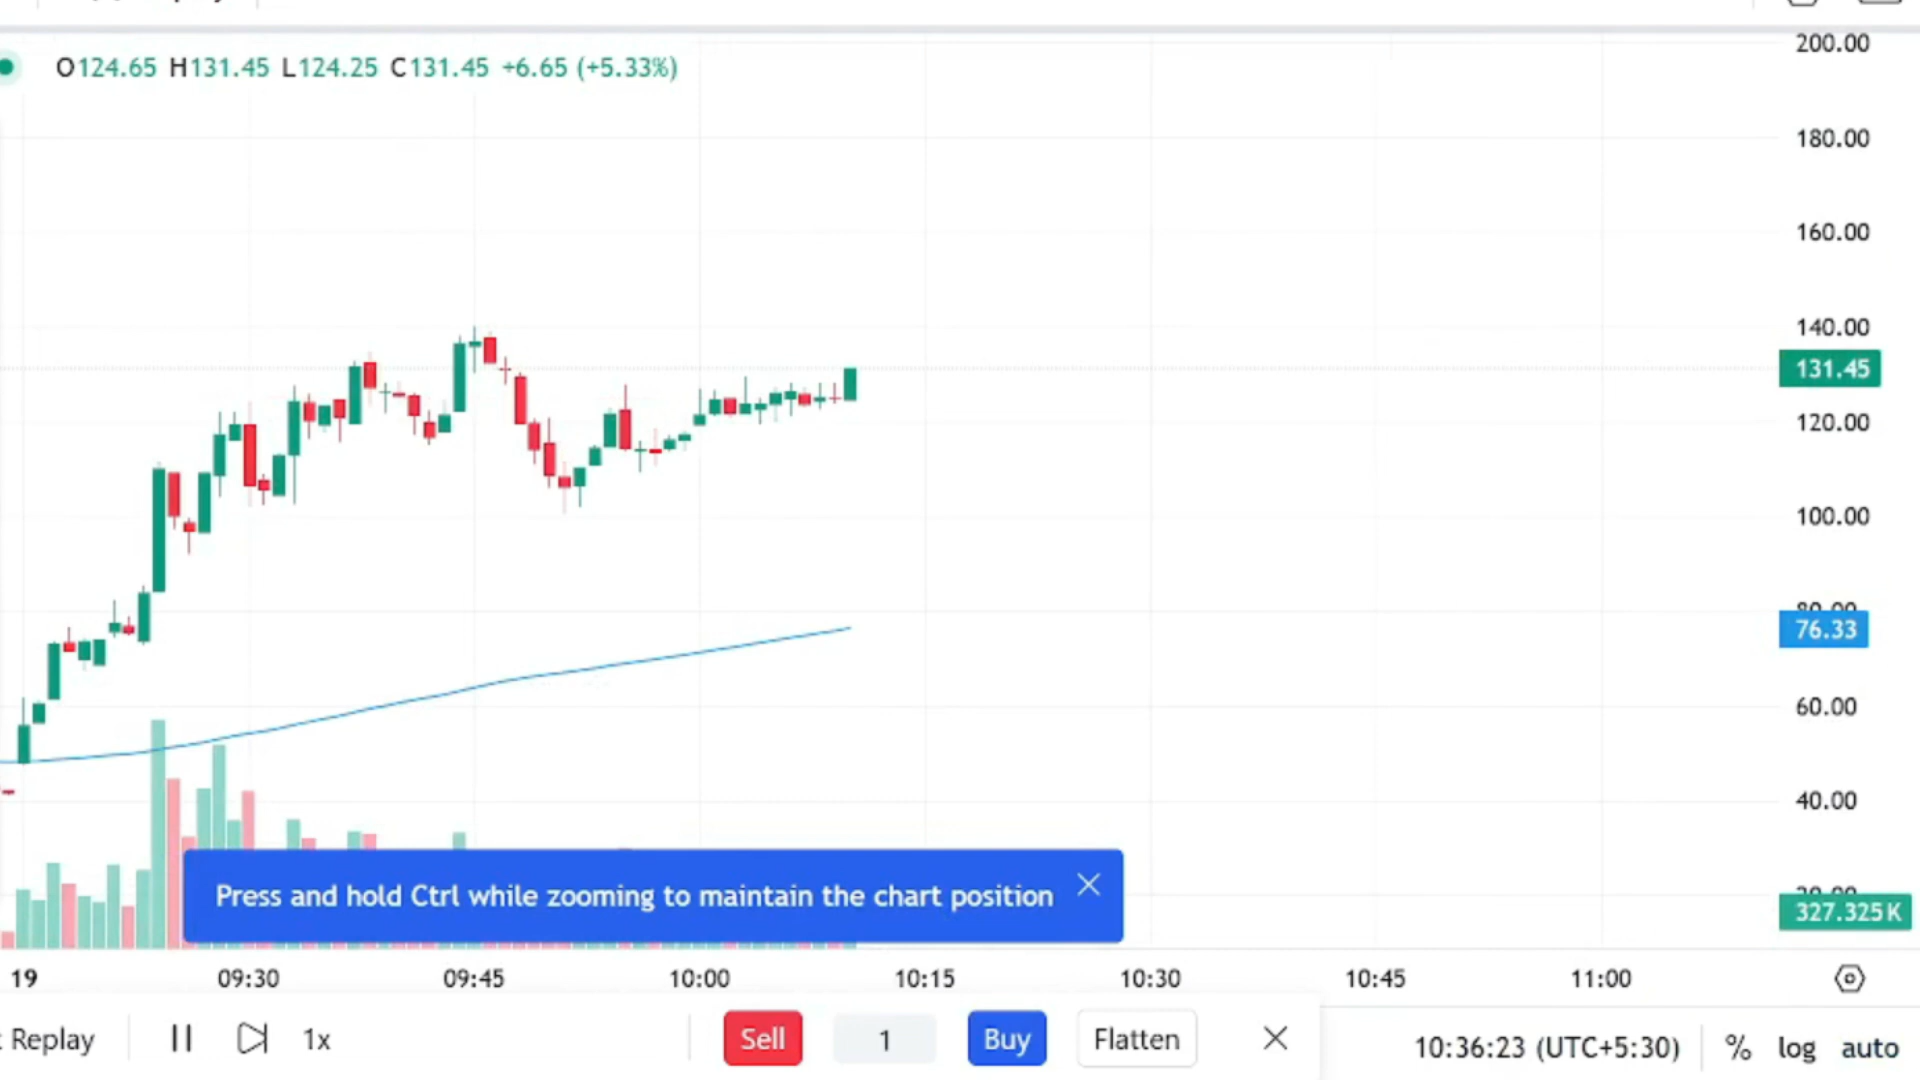 200.00
O124.65 H131.45 L124.25 C131.45 +6.65 (+5.33%)
180.00
160.00
140.00
131.45
120.00
100.00
76.33
60.00
40.00
Press and hold Ctrl while zooming to maintain the chart position
327.325K
19 09:30 09:45 10:00 10:15 10:30 10:45 11:00
Replay 1x Sell 1 Buy Flatten 10:36:23 (UTC+5:30) % log auto